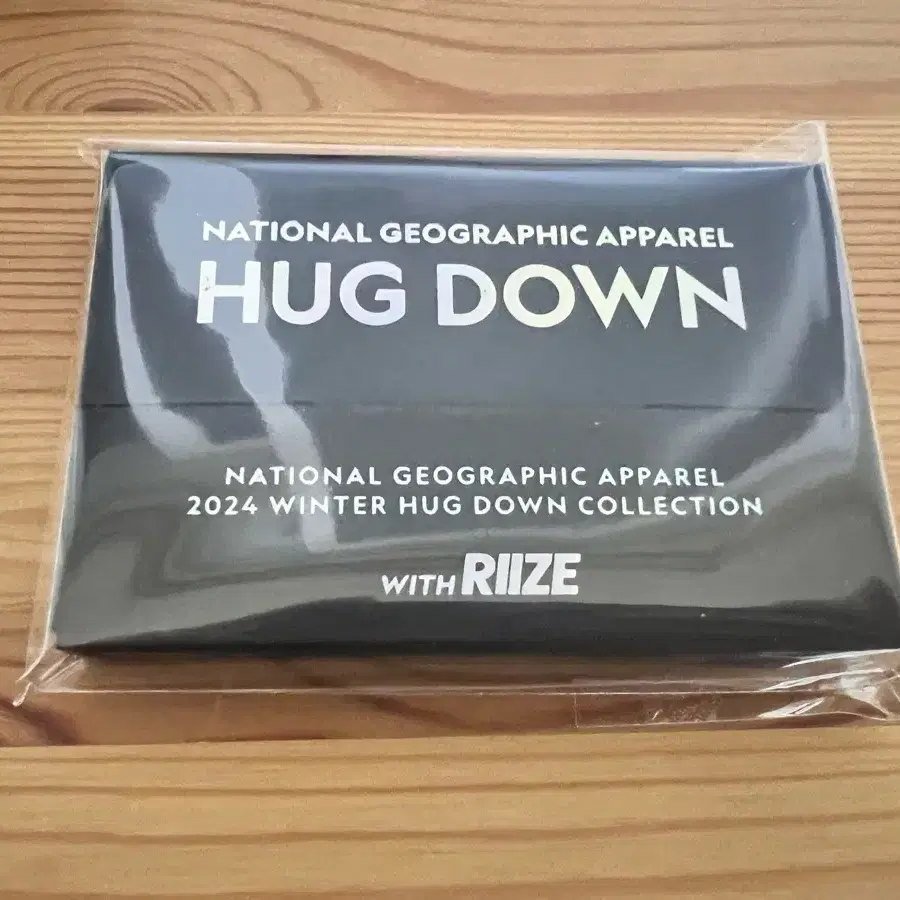 NATIONAL GEOGRAPHIC APPAREL
HUG DOWN
NATIONAL GEOGRAPHIC APPAREL
2024 WINTER HUG DOWN COLLECTION
WITH RIIZE